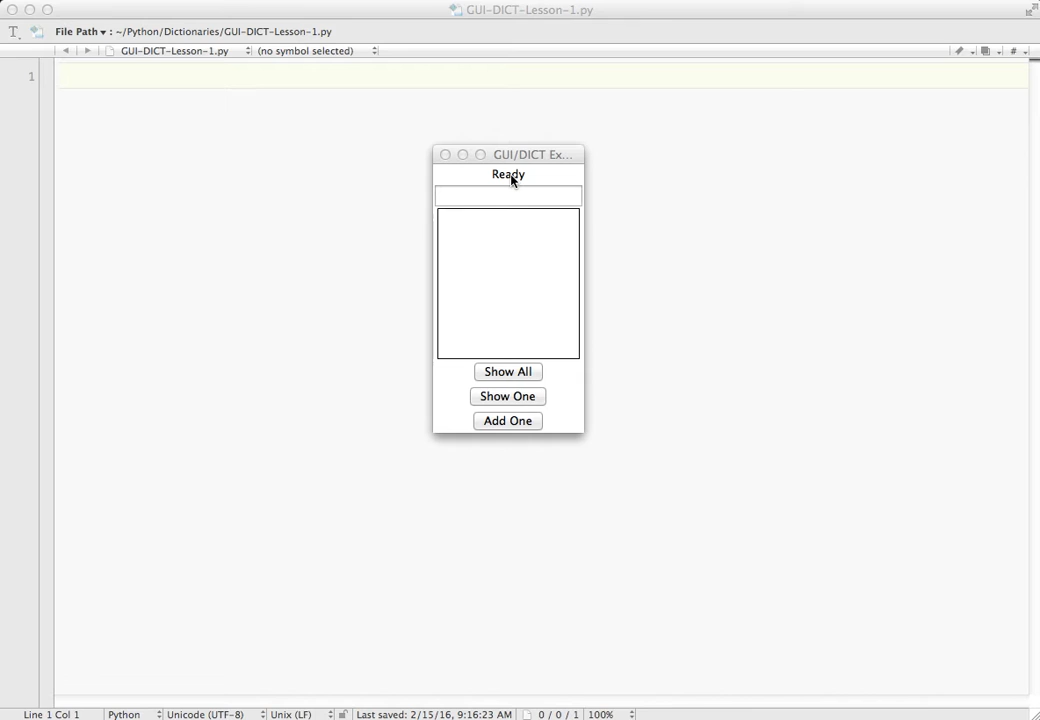 GUI-DICT-Lesson-1.py
T. File Path ▾ : ~/Python/Dictionaries/GUI-DICT-Lesson-1.py
GUI-DICT-Lesson-1.py (no symbol selected) #
1
GUI/DICT Ex...
Ready
Show All
Show One
Add One
Line 1 Col 1 Python Unicode (UTF-8) Unix (LF) Last saved: 2/15/16, 9:16:23 AM 0 / 0 / 1 100%